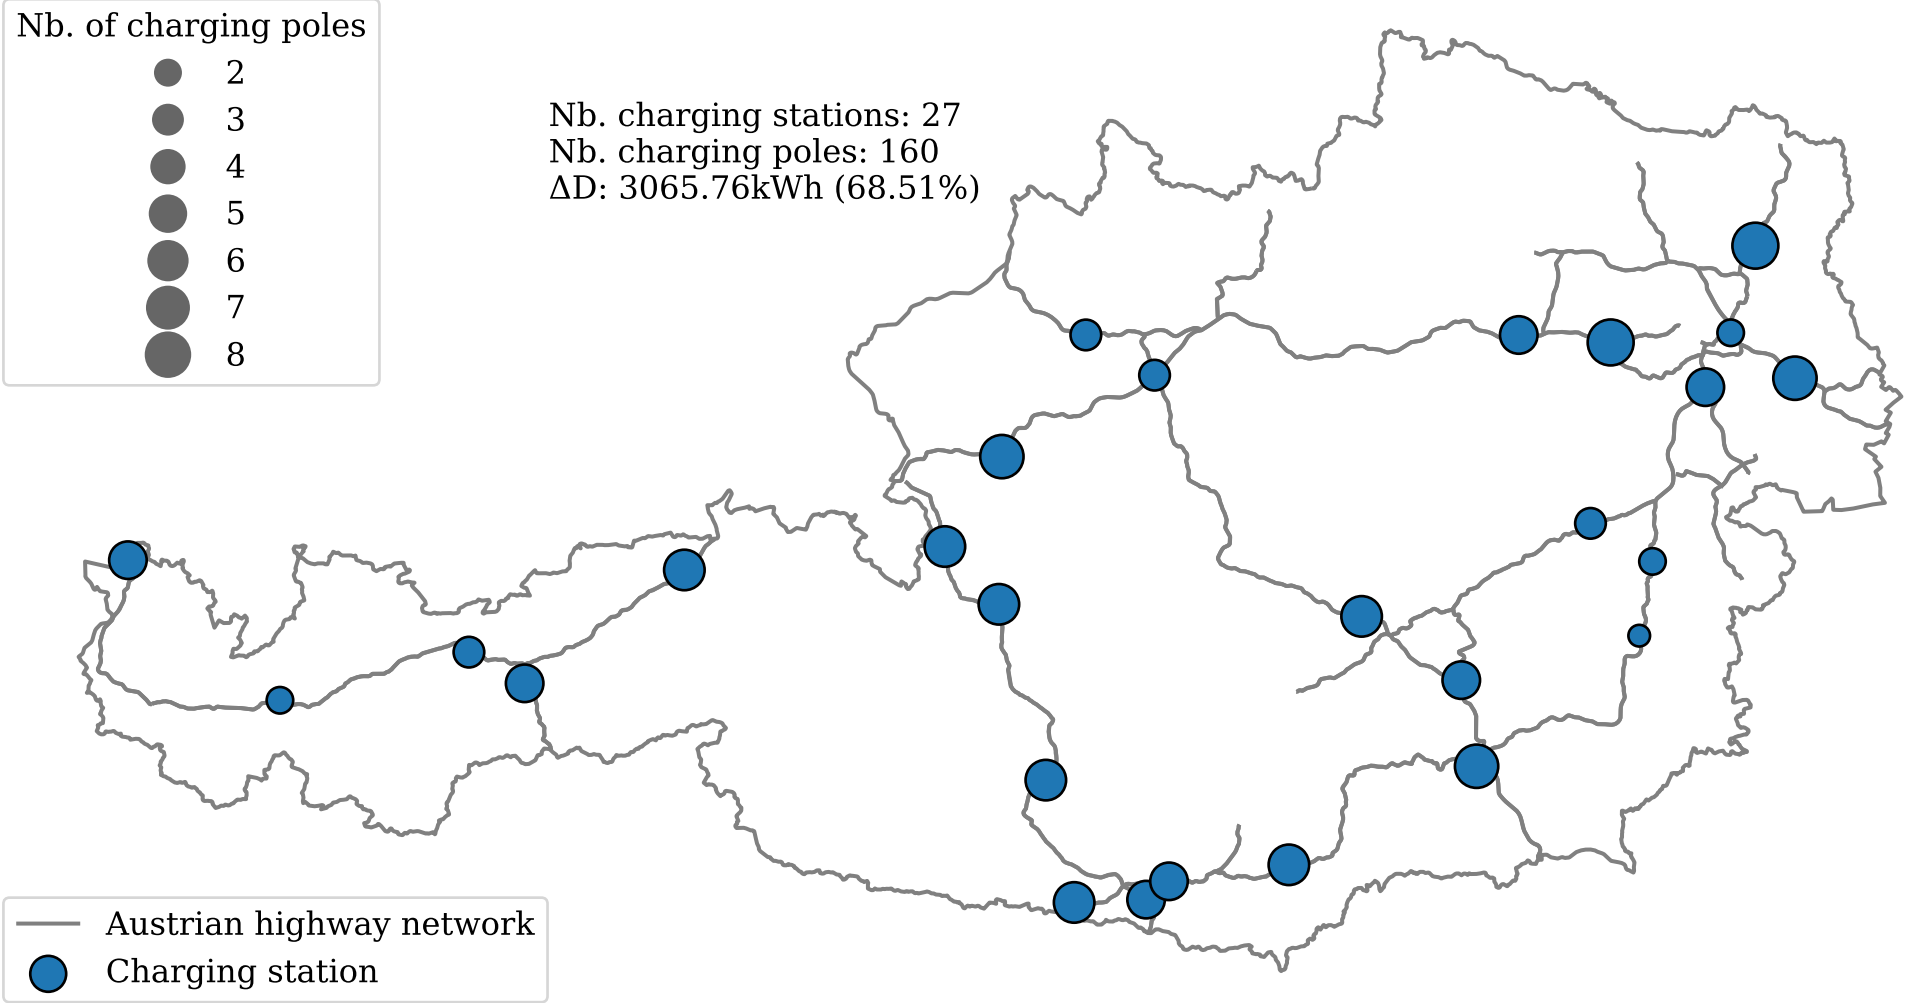 Nb. of charging poles
2
3
4
5
6
7
8
Nb. charging stations: 27
Nb. charging poles: 160
ΔD: 3065.76kWh (68.51%)
Austrian highway network
Charging station